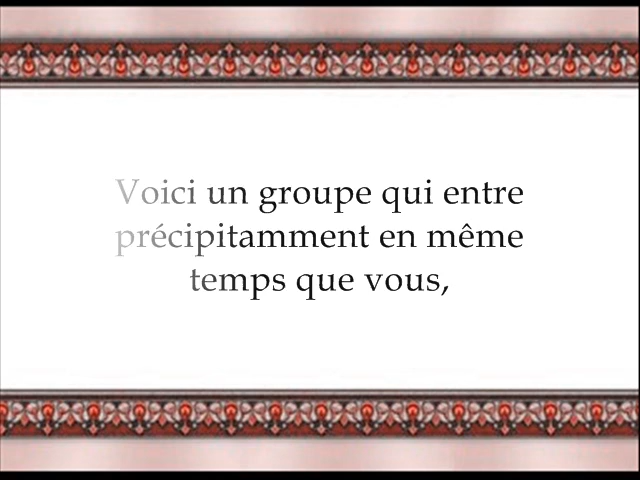 Voici un groupe qui entre
précipitamment en même
temps que vous,